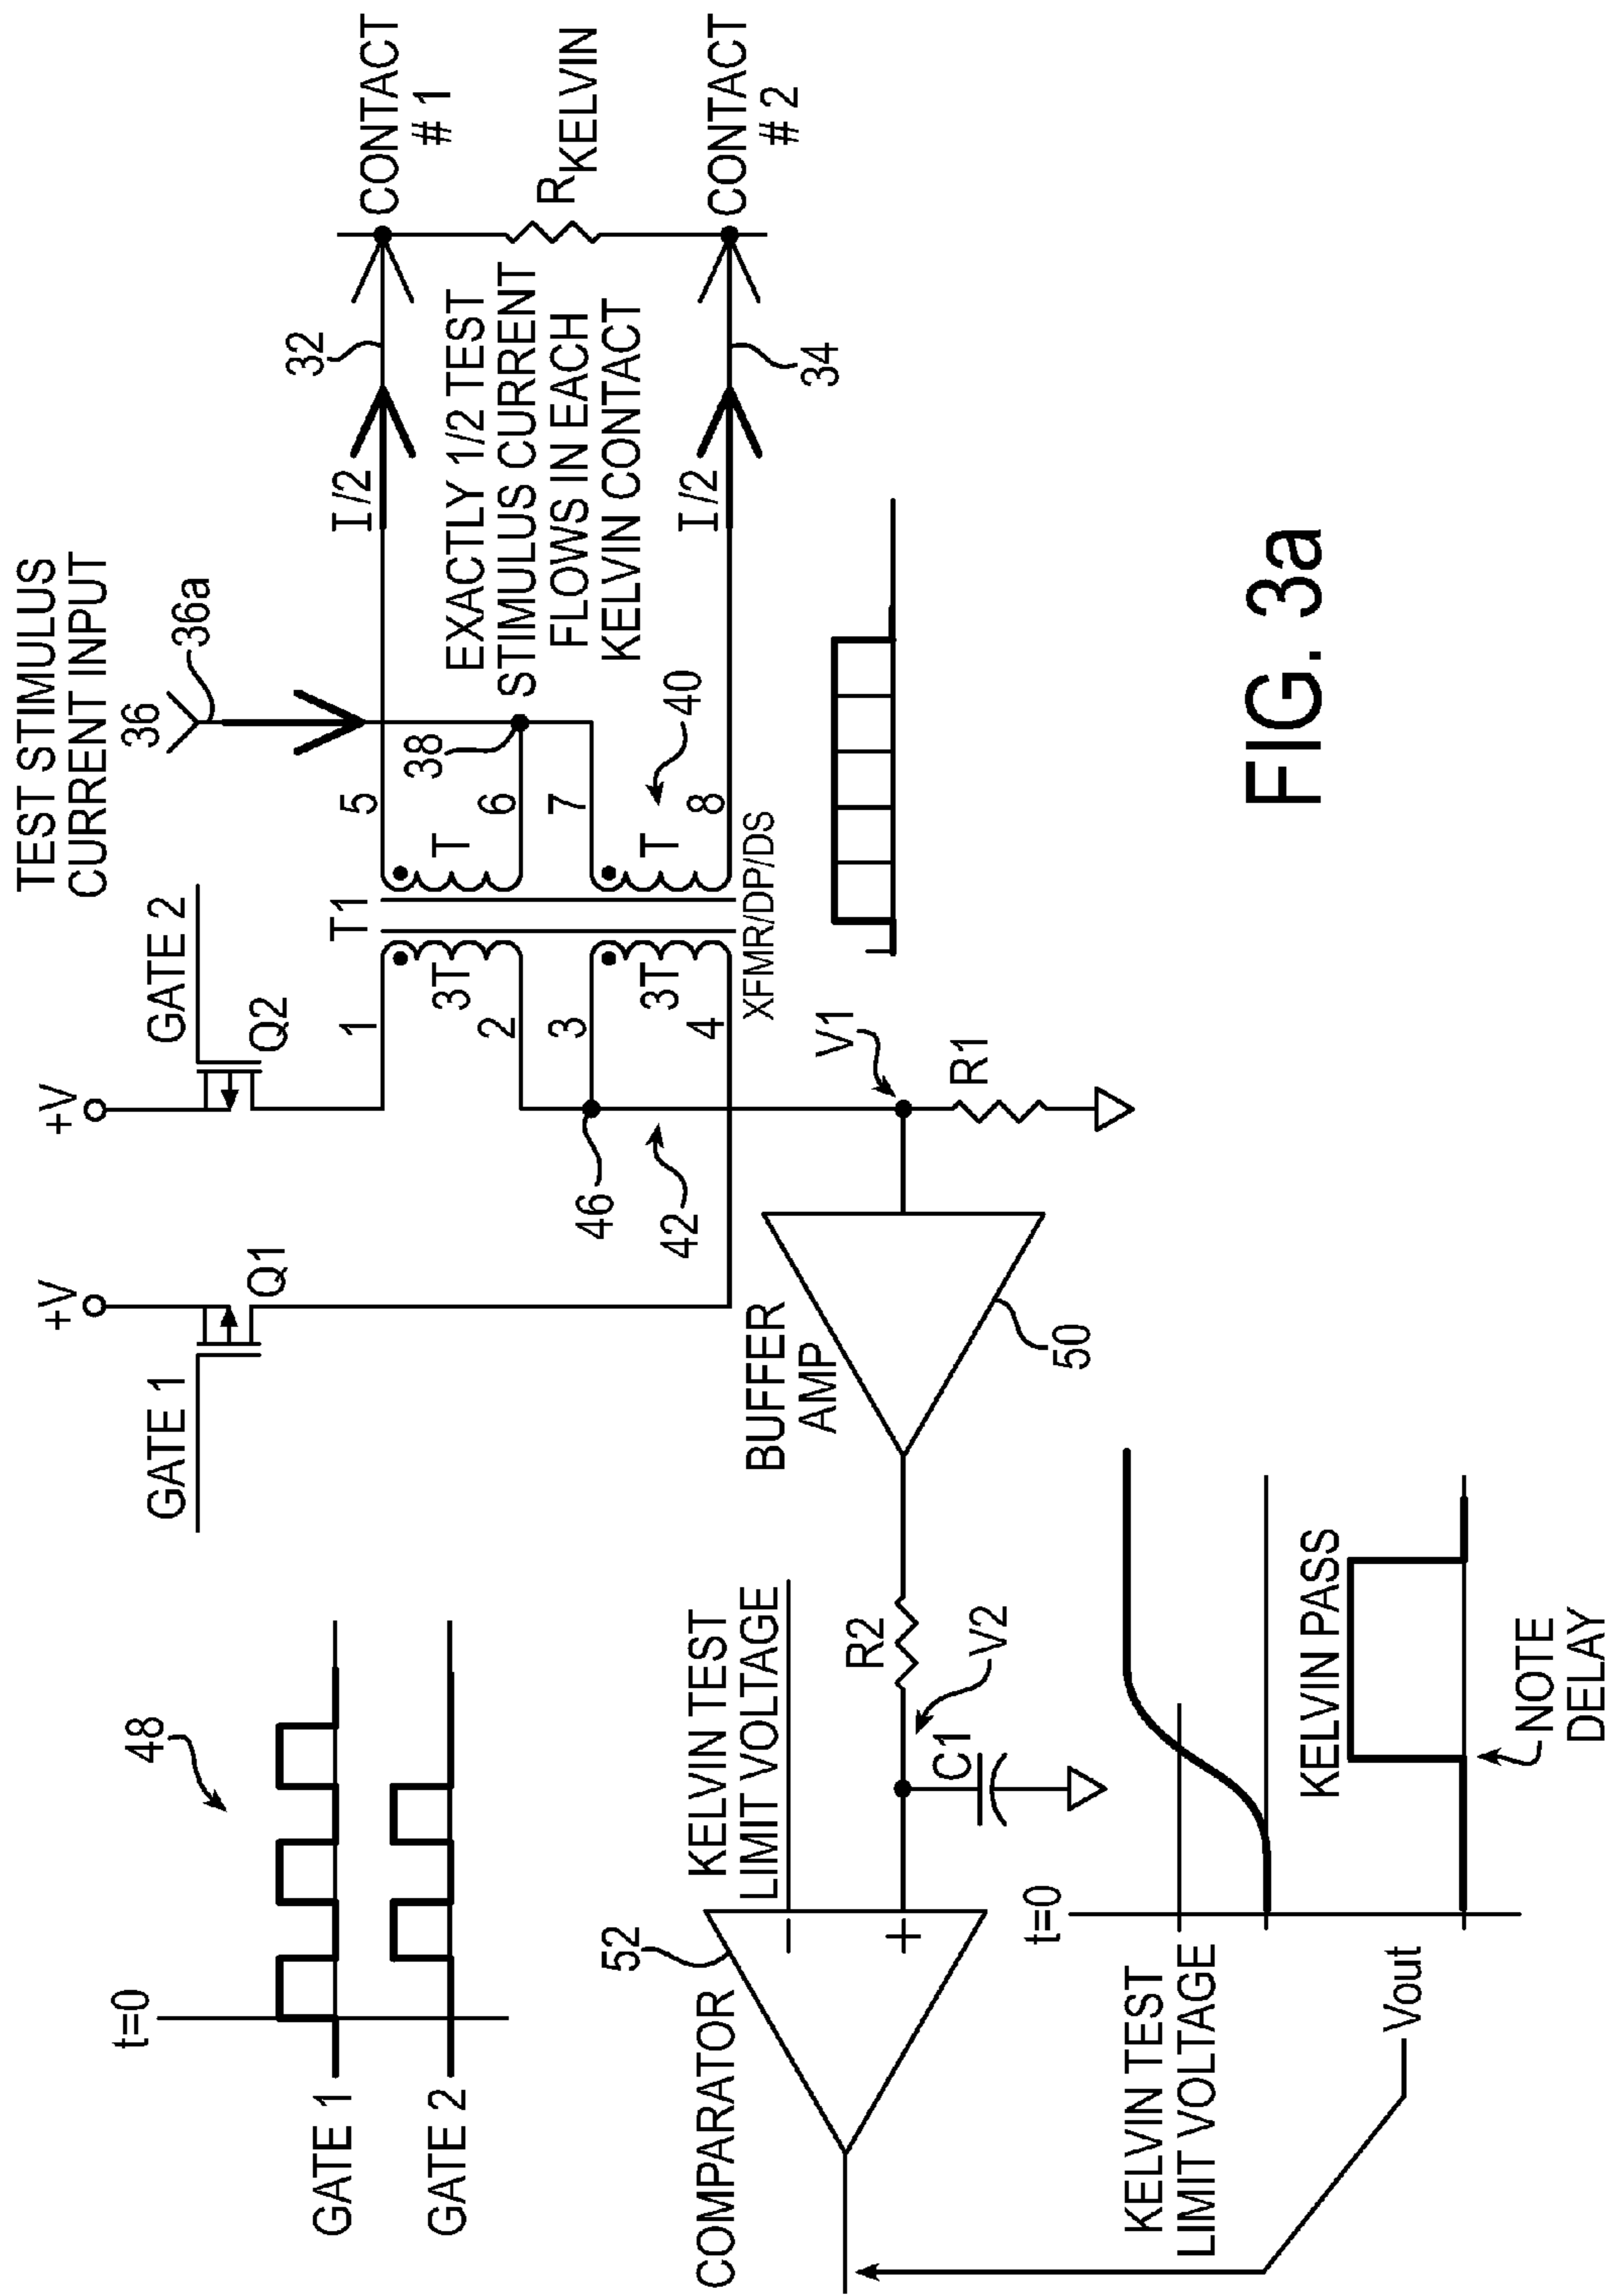 t=0
48
GATE 1
GATE 2
+V
GATE 1
Q1
+V
GATE 2
Q2
TEST STIMULUS
CURRENT INPUT
36
36a
T1
1
3T
2
3
3T
4
5
T
6
7
T
8
38
40
46
42
XFMR/DP/DS
I/2
32
CONTACT
# 1
EXACTLY 1/2 TEST
STIMULUS CURRENT
FLOWS IN EACH
KELVIN CONTACT
RKELVIN
I/2
34
CONTACT
# 2
COMPARATOR
52
−
+
KELVIN TEST
LIMIT VOLTAGE
R2
V2
C1
BUFFER
AMP
50
V1
R1
t=0
KELVIN TEST
LIMIT VOLTAGE
Vout
KELVIN PASS
NOTE
DELAY
FIG. 3a